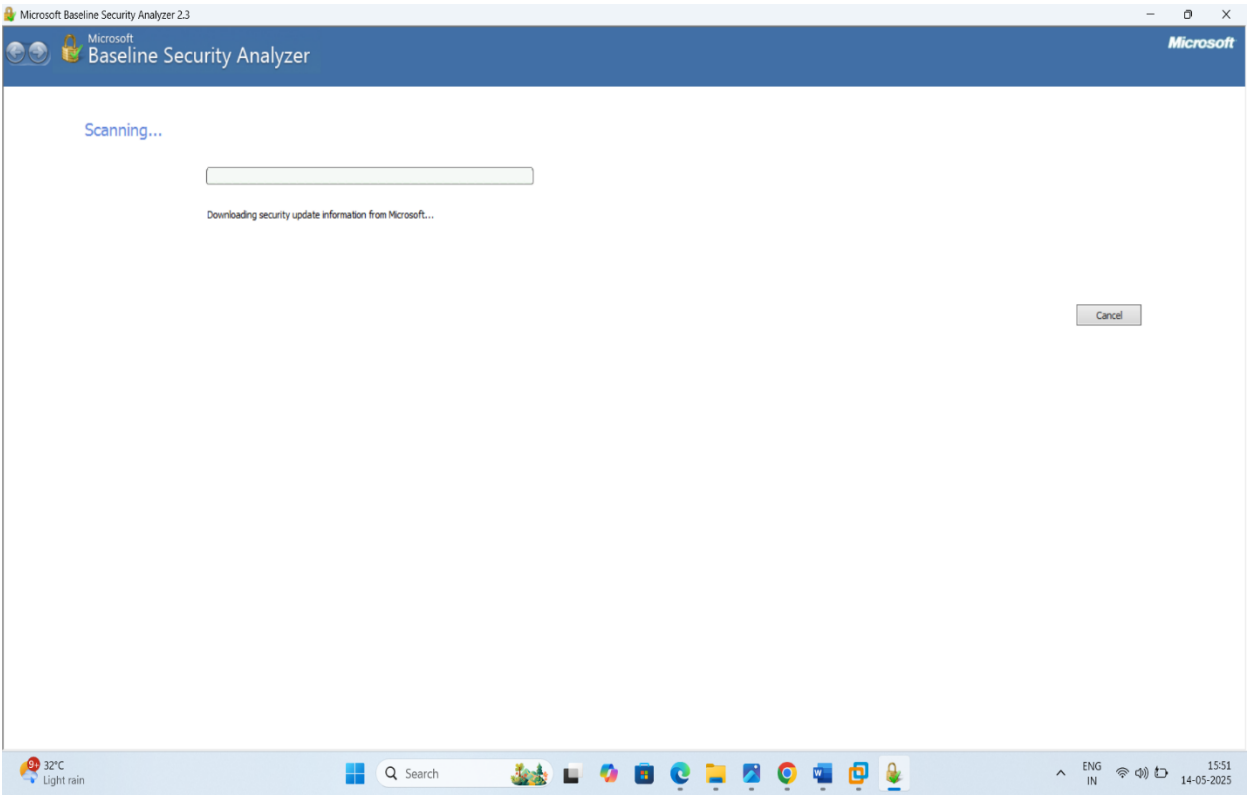 Microsoft Baseline Security Analyzer 2.3
Microsoft
Baseline Security Analyzer
Microsoft
Scanning...
Downloading security update information from Microsoft...
Cancel
9+
32°C
Light rain
Search
ENG
IN
15:51
14-05-2025